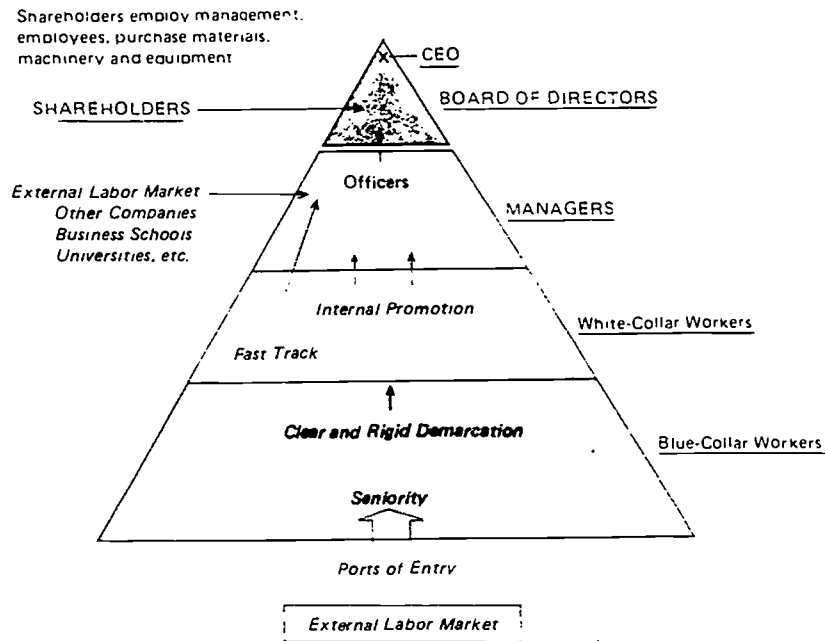 Shareholders employ management,
employees, purchase materials,
machinery and equipment
CEO
SHAREHOLDERS
BOARD OF DIRECTORS
Officers
External Labor Market
Other Companies
Business Schools
Universities, etc.
MANAGERS
Internal Promotion
White-Collar Workers
Fast Track
Clear and Rigid Demarcation
Blue-Collar Workers
Seniority
Ports of Entry
External Labor Market